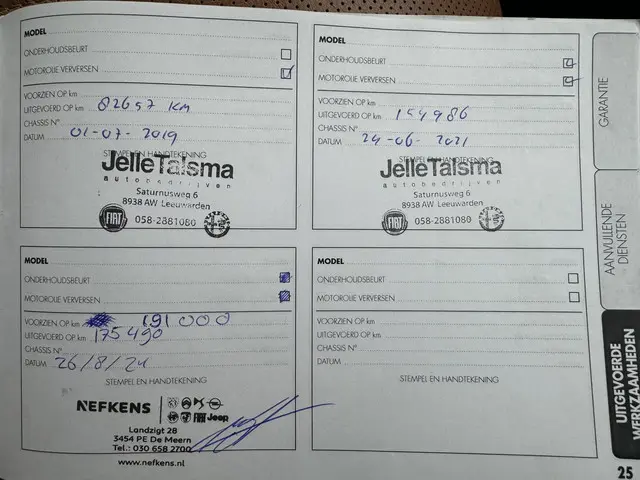 MODEL
ONDERHOUDSBEURT
MOTOROLIE VERVERSEN
VOORZIEN OP km
UITGEVOERD OP km 82697 KM
CHASSIS N°
DATUM 01-07-2019
STEMPEL EN HANDTEKENING
JelleTalsma
autobedrijven
Saturnusweg 6
8938 AW Leeuwarden
FIAT 058-2881080
MODEL
ONDERHOUDSBEURT
MOTOROLIE VERVERSEN
VOORZIEN OP km
UITGEVOERD OP km 154986
CHASSIS N°
DATUM 24-06-2021
STEMPEL EN HANDTEKENING
JelleTalsma
autobedrijven
Saturnusweg 6
8938 AW Leeuwarden
FIAT 058-2881080
MODEL
ONDERHOUDSBEURT
MOTOROLIE VERVERSEN
VOORZIEN OP km 191000
UITGEVOERD OP km 175490
CHASSIS N°
DATUM 26/8/24
STEMPEL EN HANDTEKENING
NEFKENS
FIAT Jeep
Landzigt 28
3454 PE De Meern
Tel.: 030 658 2700
www.nefkens.nl
MODEL
ONDERHOUDSBEURT
MOTOROLIE VERVERSEN
VOORZIEN OP km
UITGEVOERD OP km
CHASSIS N°
DATUM
STEMPEL EN HANDTEKENING
GARANTIE
AANVULLENDE
DIENSTEN
UITGEVOERDE
WERKZAAMHEDEN
25